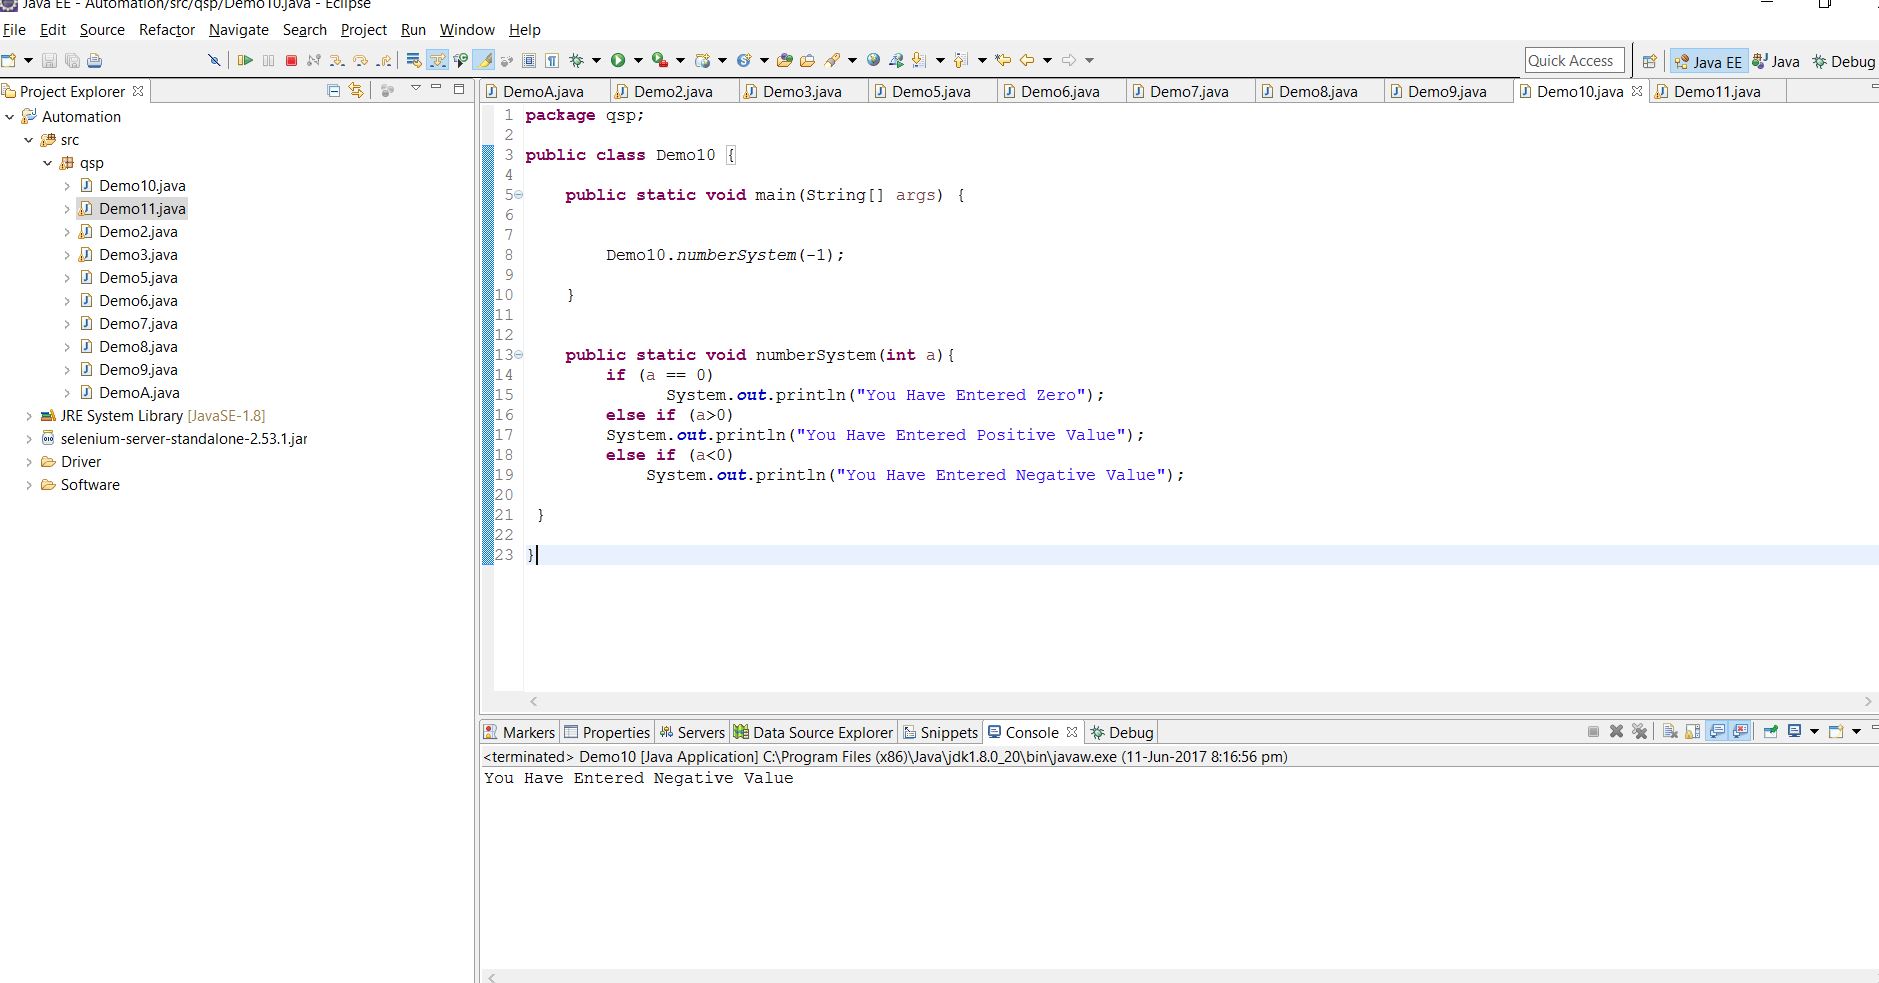 Java EE - Automation/src/qsp/Demo10.java - Eclipse
File Edit Source Refactor Navigate Search Project Run Window Help
Quick Access
Java EE Java Debug
Project Explorer
DemoA.java Demo2.java Demo3.java Demo5.java Demo6.java Demo7.java Demo8.java Demo9.java Demo10.java Demo11.java
Automation
src
qsp
Demo10.java
Demo11.java
Demo2.java
Demo3.java
Demo5.java
Demo6.java
Demo7.java
Demo8.java
Demo9.java
DemoA.java
JRE System Library [JavaSE-1.8]
selenium-server-standalone-2.53.1.jar
Driver
Software
1 package qsp;
2
3 public class Demo10 {
4
5 public static void main(String[] args) {
6
7
8 Demo10.numberSystem(-1);
9
10 }
11
12
13 public static void numberSystem(int a){
14 if (a == 0)
15 System.out.println("You Have Entered Zero");
16 else if (a>0)
17 System.out.println("You Have Entered Positive Value");
18 else if (a<0)
19 System.out.println("You Have Entered Negative Value");
20
21 }
22
23 }
Markers Properties Servers Data Source Explorer Snippets Console Debug
<terminated> Demo10 [Java Application] C:\Program Files (x86)\Java\jdk1.8.0_20\bin\javaw.exe (11-Jun-2017 8:16:56 pm)
You Have Entered Negative Value